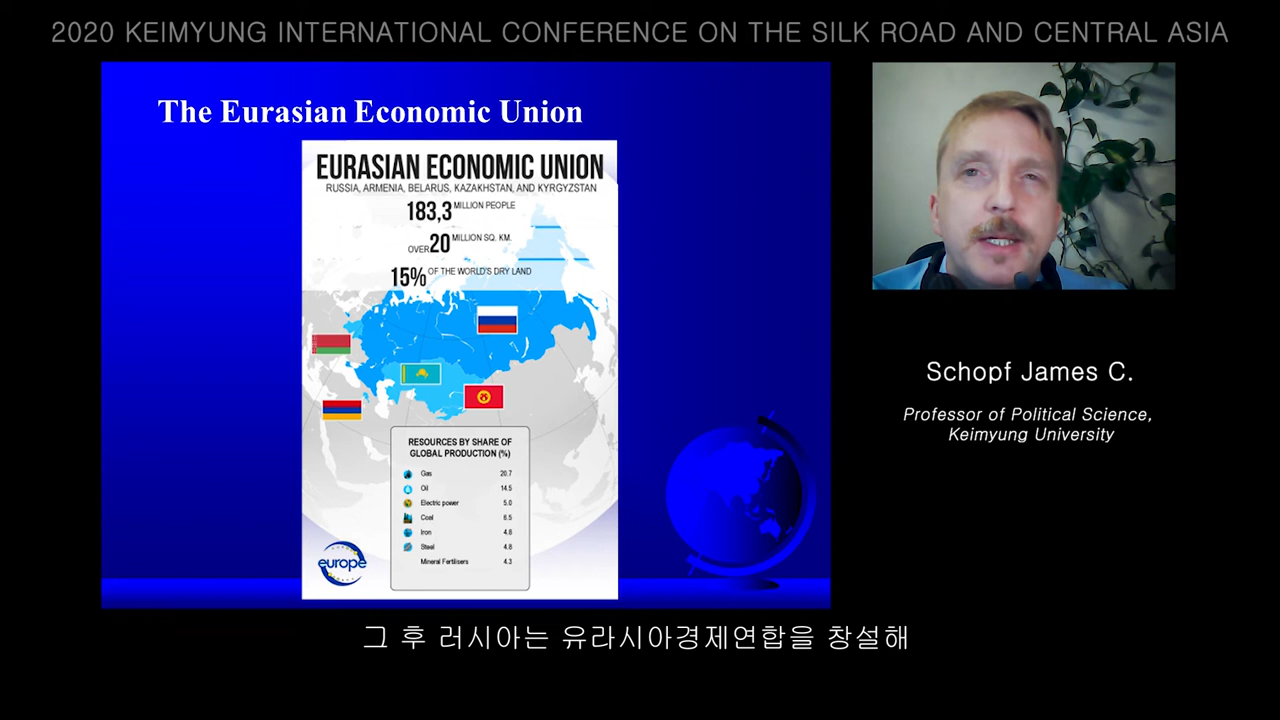 2020 KEIMYUNG INTERNATIONAL CONFERENCE ON THE SILK ROAD AND CENTRAL ASIA
The Eurasian Economic Union
EURASIAN ECONOMIC UNION
RUSSIA, ARMENIA, BELARUS, KAZAKHSTAN, AND KYRGYZSTAN
183,3 MILLION PEOPLE
OVER 20 MILLION SQ. KM.
15% OF THE WORLD'S DRY LAND
RESOURCES BY SHARE OF
GLOBAL PRODUCTION (%)
Gas 20.7
Oil 14.5
Electric power 5.0
Coal 6.5
Iron 4.6
Steel 4.8
Mineral Fertilisers 4.3
europe
Schopf James C.
Professor of Political Science,
Keimyung University
그 후 러시아는 유라시아경제연합을 창설해